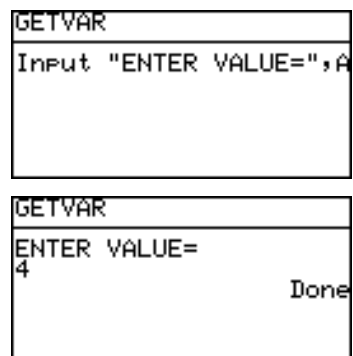 GETVAR
Input "ENTER VALUE=",A
GETVAR
ENTER VALUE=
4
Done